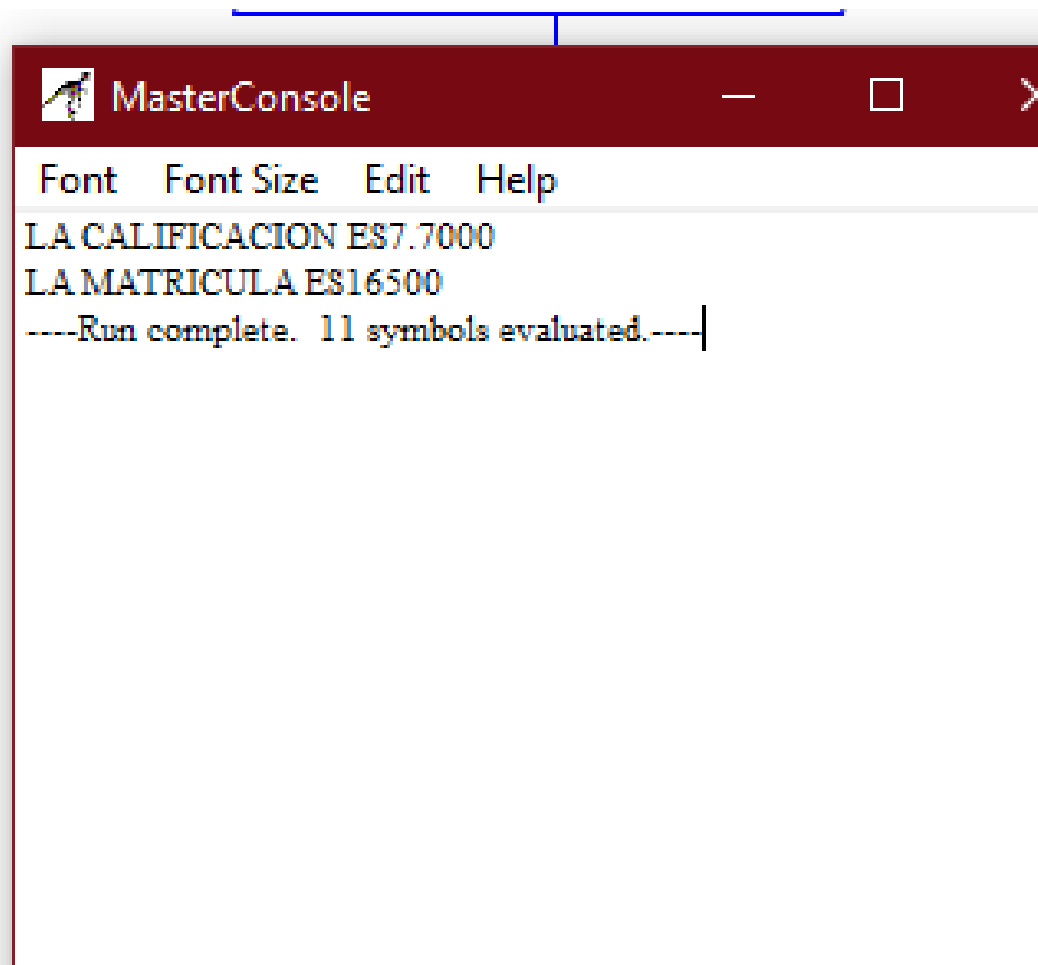 MasterConsole
Font Font Size Edit Help
LA CALIFICACION ES7.7000
LA MATRICULA ES16500
----Run complete.  11 symbols evaluated.----